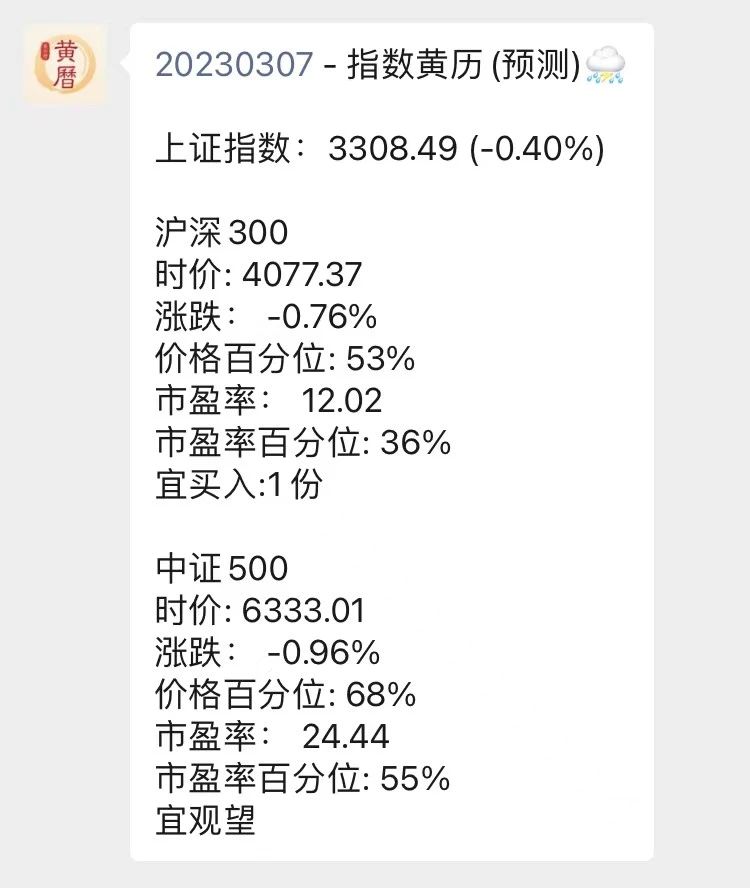 黄曆
20230307 - 指数黄历 (预测)
上证指数: 3308.49 (-0.40%)
沪深300
时价: 4077.37
涨跌: -0.76%
价格百分位: 53%
市盈率: 12.02
市盈率百分位: 36%
宜买入:1 份
中证500
时价: 6333.01
涨跌: -0.96%
价格百分位: 68%
市盈率: 24.44
市盈率百分位: 55%
宜观望